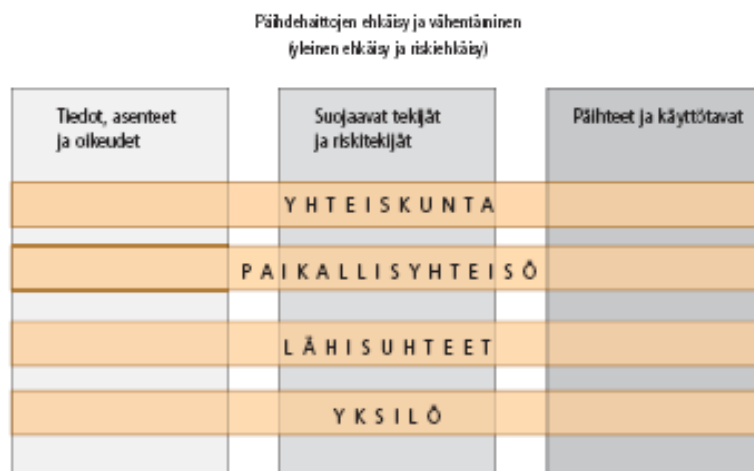 Päihdehaittojen ehkäisy ja vähentäminen
(yleinen ehkäisy ja riskiehkäisy)
Tiedot, asenteet
ja oikeudet
Suojaavat tekijät
ja riskitekijät
Päihteet ja käyttötavat
YHTEISKUNTA
PAIKALLISYHTEISÖ
LÄHISUHTEET
YKSILÖ